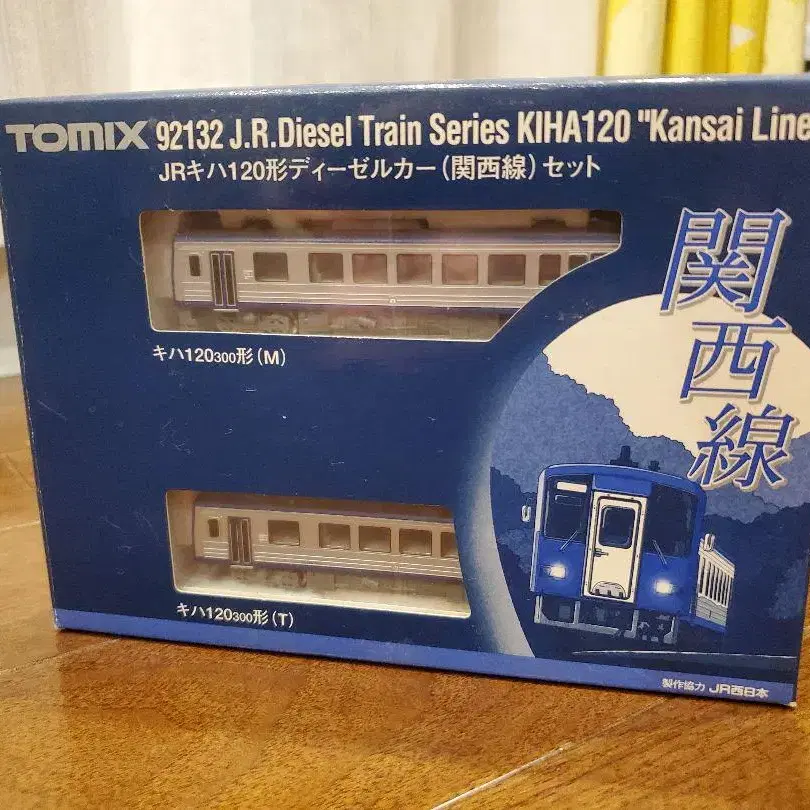 TOMIX 92132 J.R.Diesel Train Series KIHA120 "Kansai Line
JRキハ120形ディーゼルカー(関西線)セット
関西線
キハ120300形(M)
キハ120300形(T)
製作協力 JR西日本